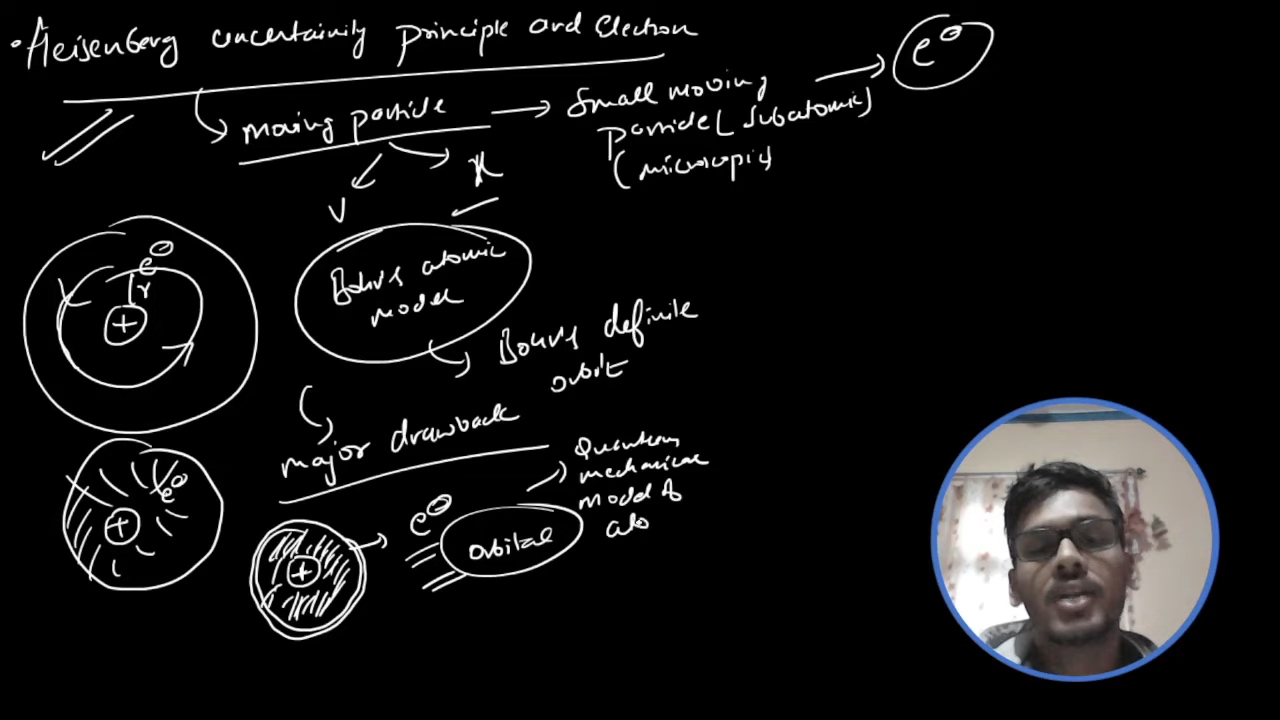 • Heisenberg uncertainity principle and Electron
moving particle → Small moving
particle (subatomic)
(microscopic)
e⊖
V
x
Bohr's atomic
model
Bohr's definite
orbit
e⊖
r
+
major drawback
e⊖
+
+
e⊖
orbital
Quantum
mechanical
model of
ato